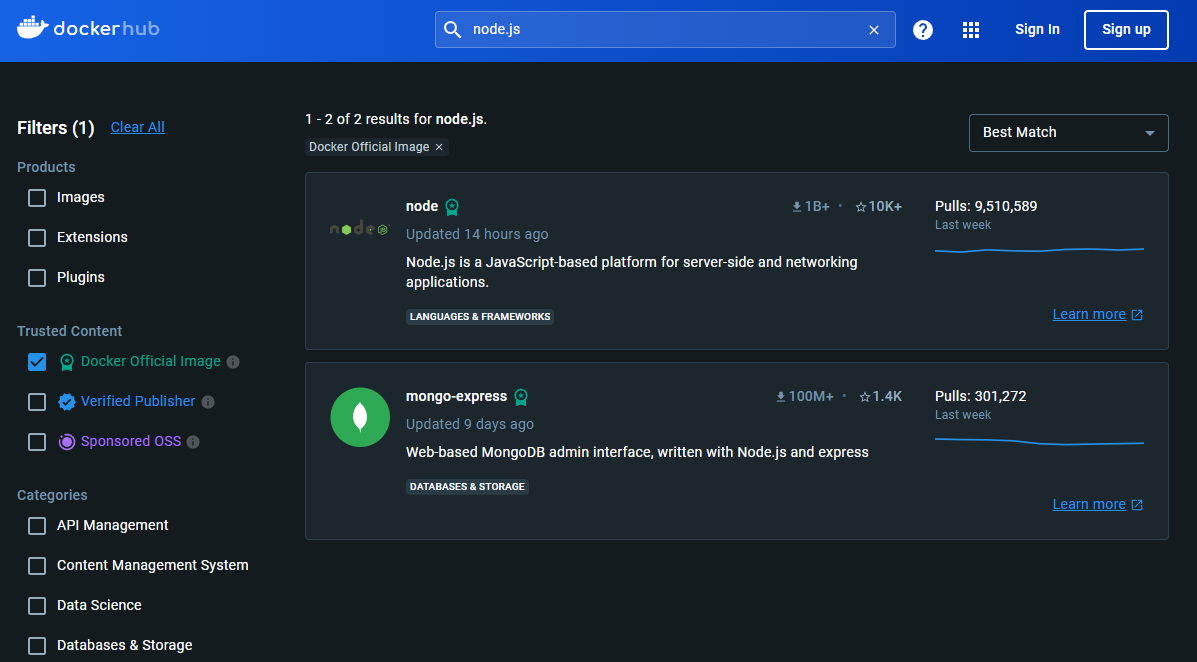 dockerhub
node.js
Sign In
Sign up
Filters (1)
Clear All
Products
Images
Extensions
Plugins
Trusted Content
Docker Official Image
Verified Publisher
Sponsored OSS
Categories
API Management
Content Management System
Data Science
Databases & Storage
1 - 2 of 2 results for node.js.
Docker Official Image
Best Match
node
1B+ • 10K+
Pulls: 9,510,589
Last week
Updated 14 hours ago
Node.js is a JavaScript-based platform for server-side and networking
applications.
LANGUAGES & FRAMEWORKS
Learn more
mongo-express
100M+ • 1.4K
Pulls: 301,272
Last week
Updated 9 days ago
Web-based MongoDB admin interface, written with Node.js and express
DATABASES & STORAGE
Learn more